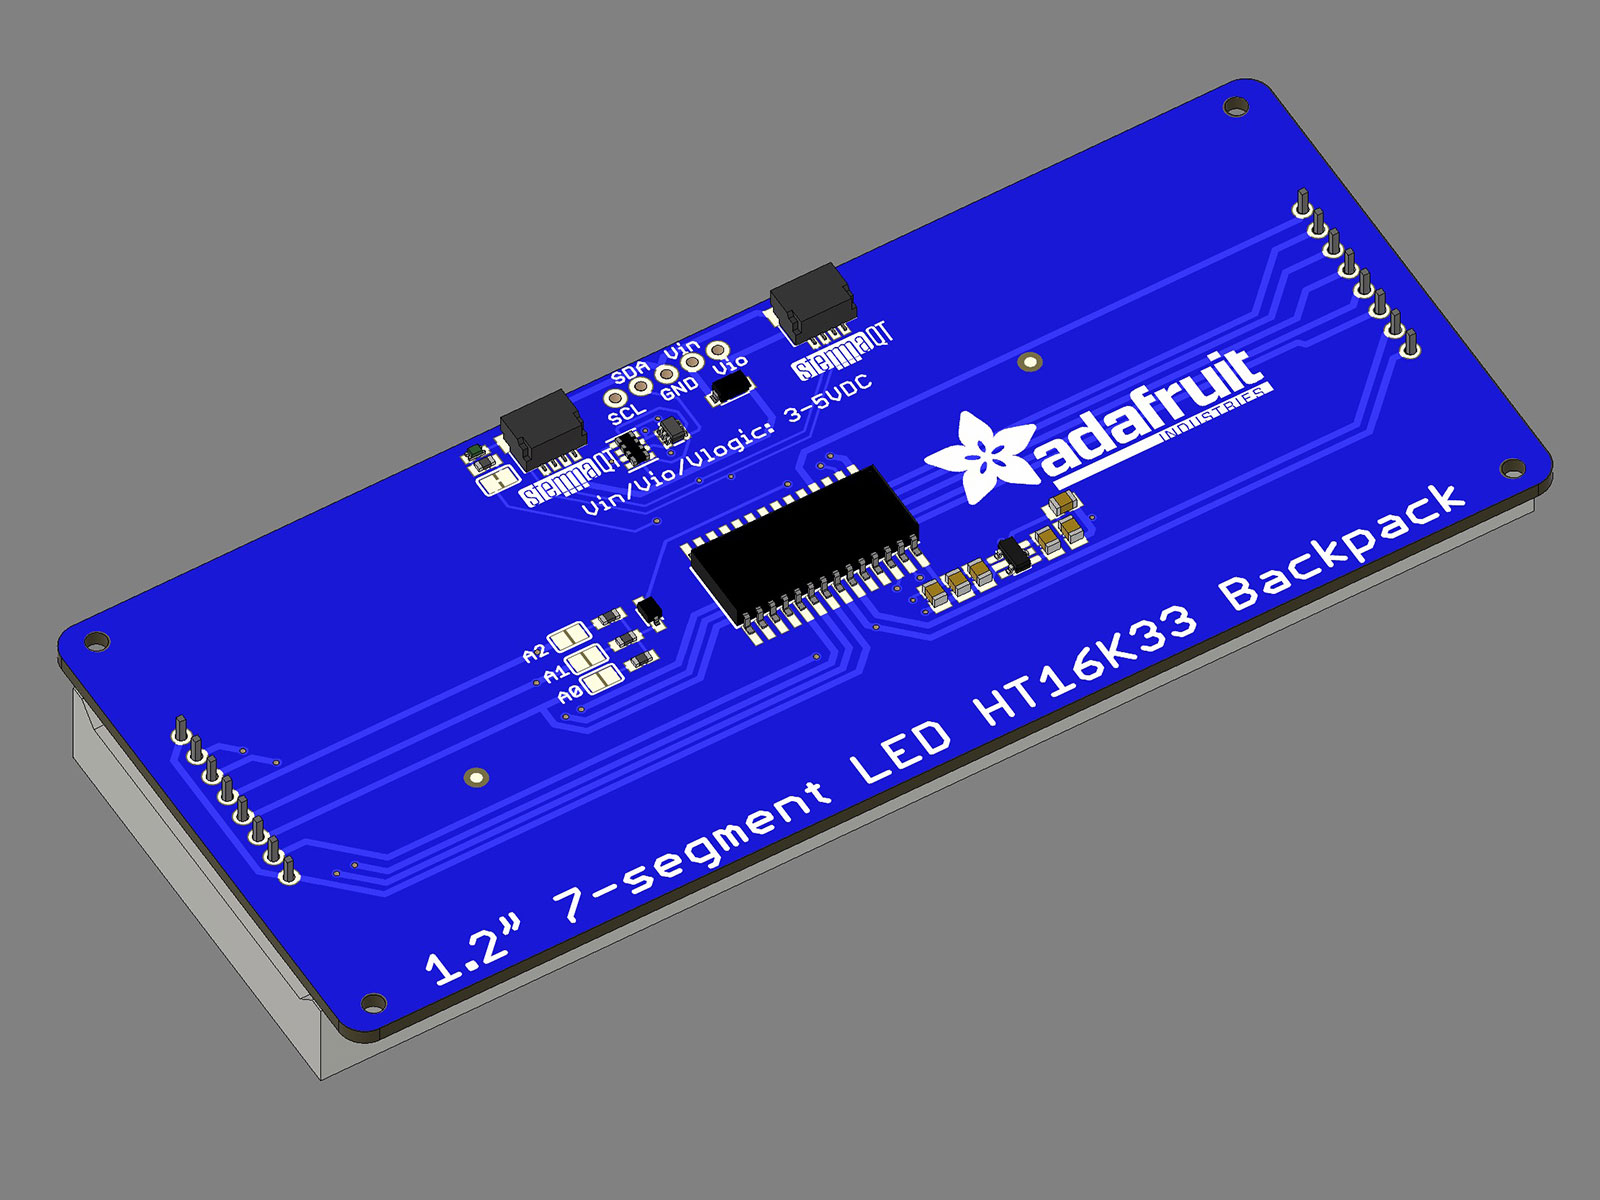 Vin
SDA
Vio
GND
SCL
stemmaQT
stemmaQT
Vin/Vio/Vlogic: 3-5VDC
adafruit
INDUSTRIES
A2
A1
A0
1.2” 7-segment LED HT16K33 Backpack